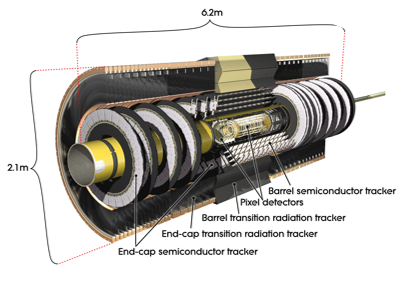 6.2m
2.1m
Barrel semiconductor tracker
Pixel detectors
Barrel transition radiation tracker
End-cap transition radiation tracker
End-cap semiconductor tracker